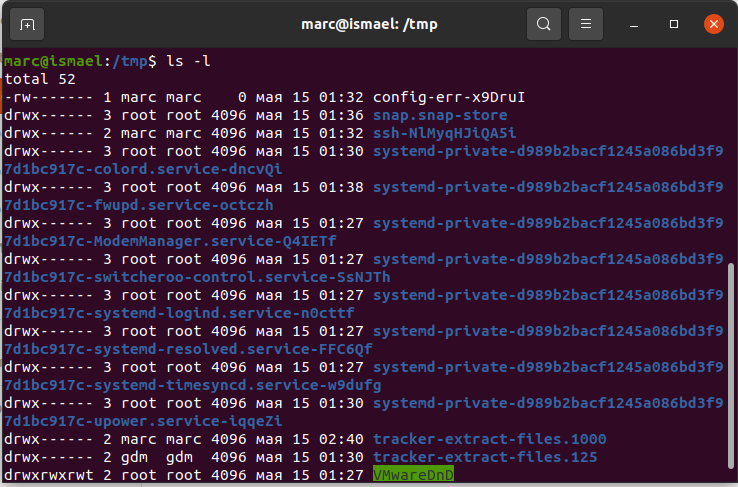 marc@ismael: /tmp
marc@ismael:/tmp$ ls -l
total 52
-rw------- 1 marc marc    0 мая 15 01:32 config-err-x9DruI
drwx------ 3 root root 4096 мая 15 01:36 snap.snap-store
drwx------ 2 marc marc 4096 мая 15 01:32 ssh-NlMyqHJiQA5i
drwx------ 3 root root 4096 мая 15 01:30 systemd-private-d989b2bacf1245a086bd3f9
7d1bc917c-colord.service-dncvQi
drwx------ 3 root root 4096 мая 15 01:38 systemd-private-d989b2bacf1245a086bd3f9
7d1bc917c-fwupd.service-octczh
drwx------ 3 root root 4096 мая 15 01:27 systemd-private-d989b2bacf1245a086bd3f9
7d1bc917c-ModemManager.service-Q4IETf
drwx------ 3 root root 4096 мая 15 01:27 systemd-private-d989b2bacf1245a086bd3f9
7d1bc917c-switcheroo-control.service-SsNJTh
drwx------ 3 root root 4096 мая 15 01:27 systemd-private-d989b2bacf1245a086bd3f9
7d1bc917c-systemd-logind.service-n0cttf
drwx------ 3 root root 4096 мая 15 01:27 systemd-private-d989b2bacf1245a086bd3f9
7d1bc917c-systemd-resolved.service-FFC6Qf
drwx------ 3 root root 4096 мая 15 01:27 systemd-private-d989b2bacf1245a086bd3f9
7d1bc917c-systemd-timesyncd.service-w9dufg
drwx------ 3 root root 4096 мая 15 01:30 systemd-private-d989b2bacf1245a086bd3f9
7d1bc917c-upower.service-iqqeZi
drwx------ 2 marc marc 4096 мая 15 02:40 tracker-extract-files.1000
drwx------ 2 gdm  gdm  4096 мая 15 01:30 tracker-extract-files.125
drwxrwxrwt 2 root root 4096 мая 15 01:27 VMwareDnD